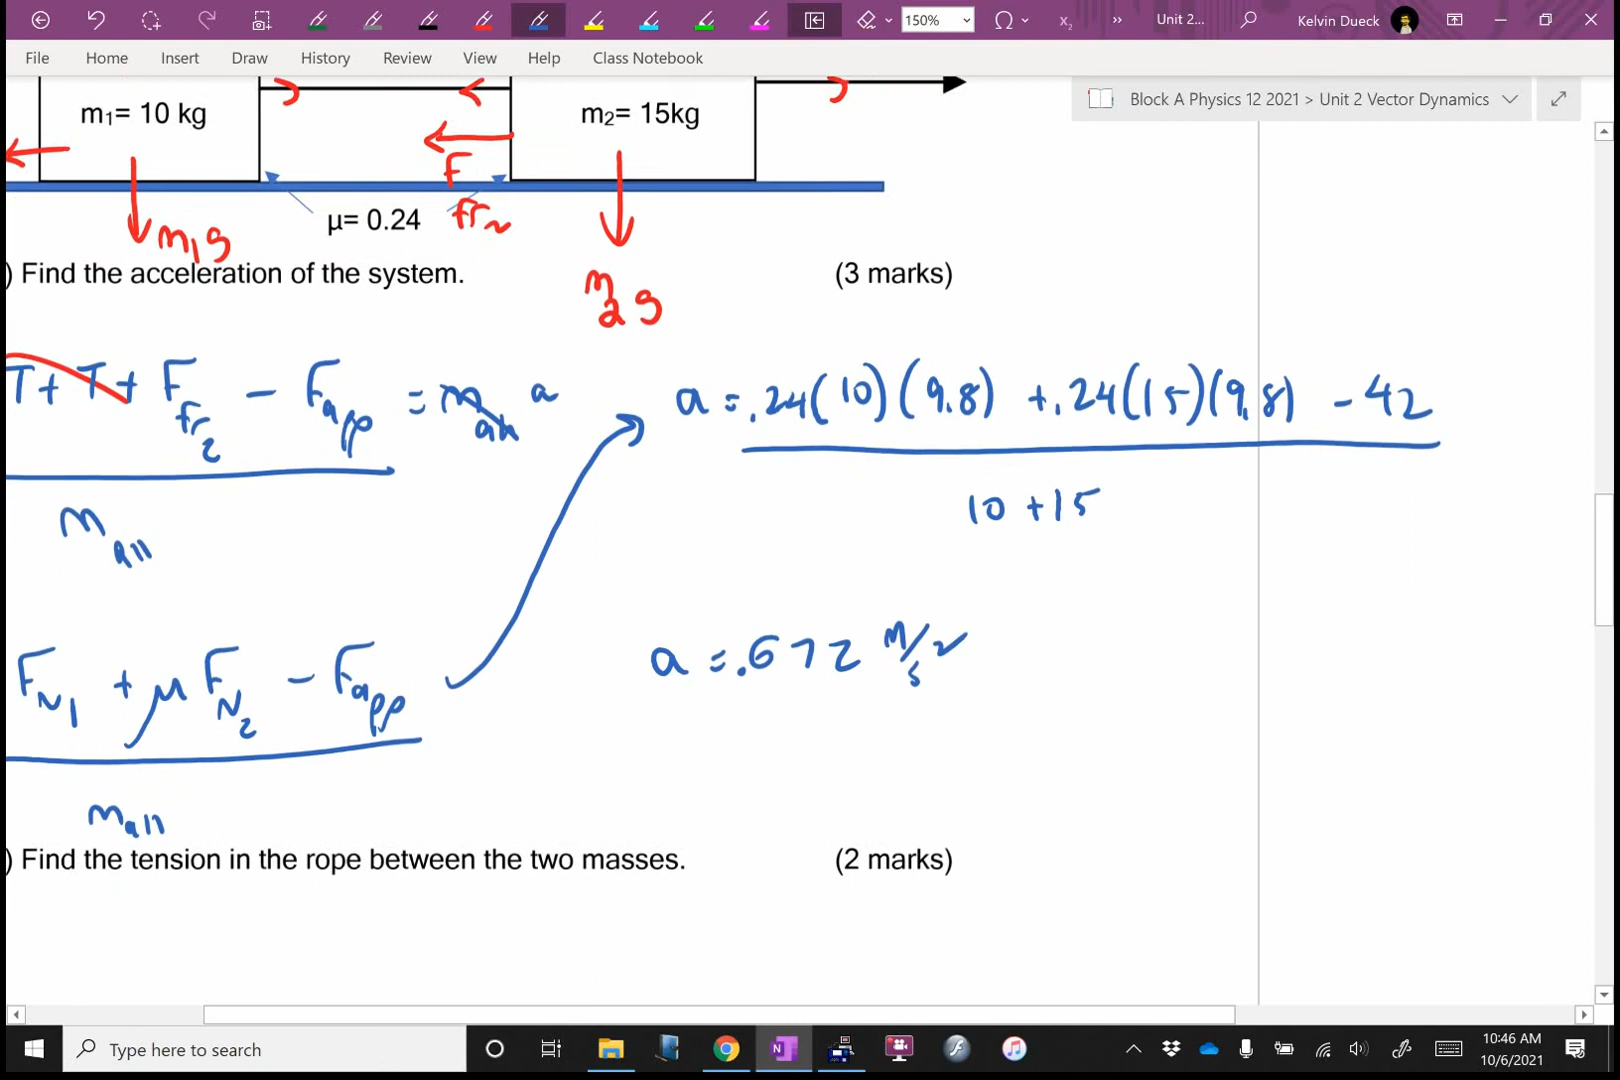 150%
Unit 2...
Kelvin Dueck
File Home Insert Draw History Review View Help Class Notebook
Block A Physics 12 2021 > Unit 2 Vector Dynamics
m₁= 10 kg
m₂= 15kg
F
fr₂
μ= 0.24
m₁g
m₂g
) Find the acceleration of the system. (3 marks)
T + T + F fr₂ - Fapp = mall a
mall
a = .24(10)(9.8) + .24(15)(9.8) - 42
10 + 15
FN₁ + μ FN₂ - Fapp
mall
a = .672 m/s²
) Find the tension in the rope between the two masses. (2 marks)
Type here to search
10:46 AM
10/6/2021